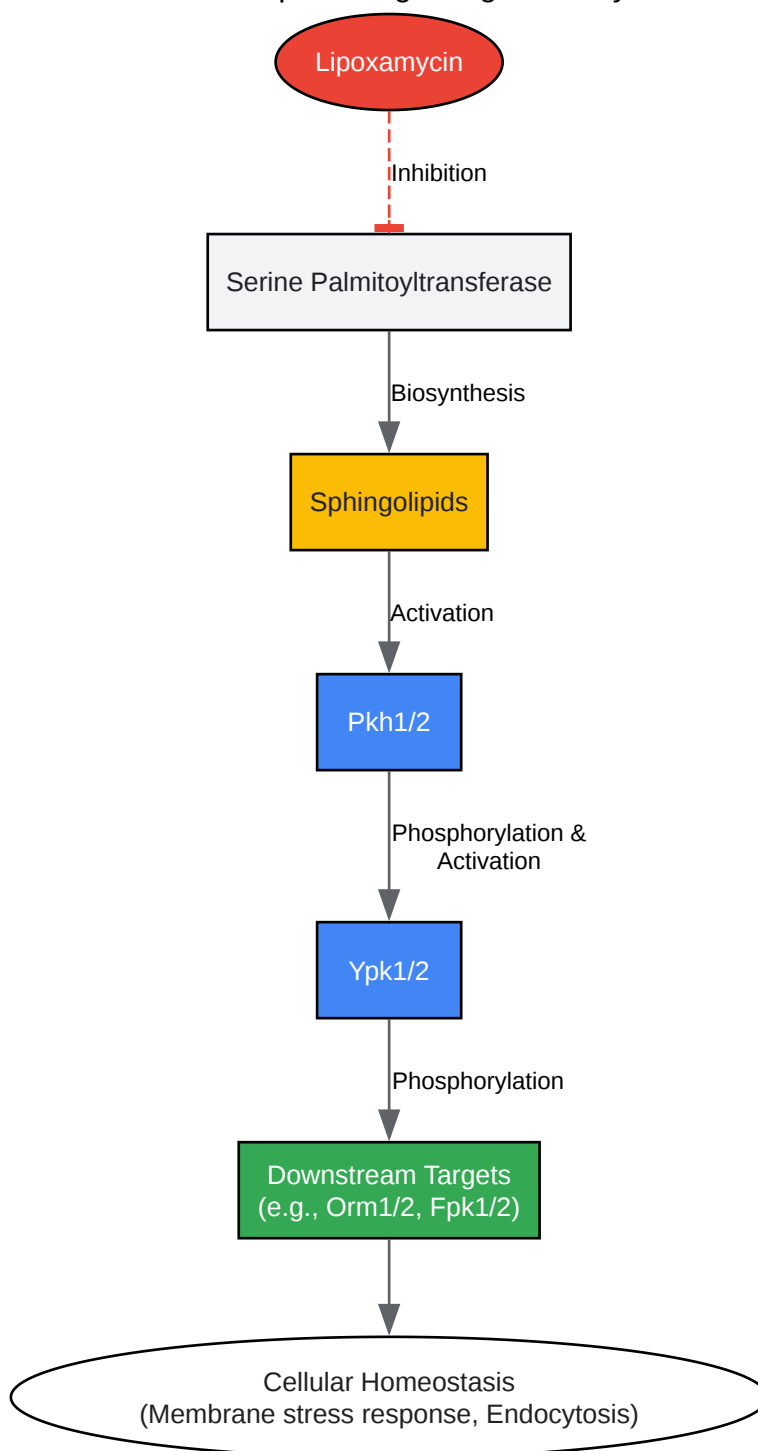 Lipoxamycin
Inhibition
Serine Palmitoyltransferase
Biosynthesis
Sphingolipids
Activation
Pkh1/2
Phosphorylation &
Activation
Ypk1/2
Phosphorylation
Downstream Targets
(e.g., Orm1/2, Fpk1/2)
Cellular Homeostasis
(Membrane stress response, Endocytosis)